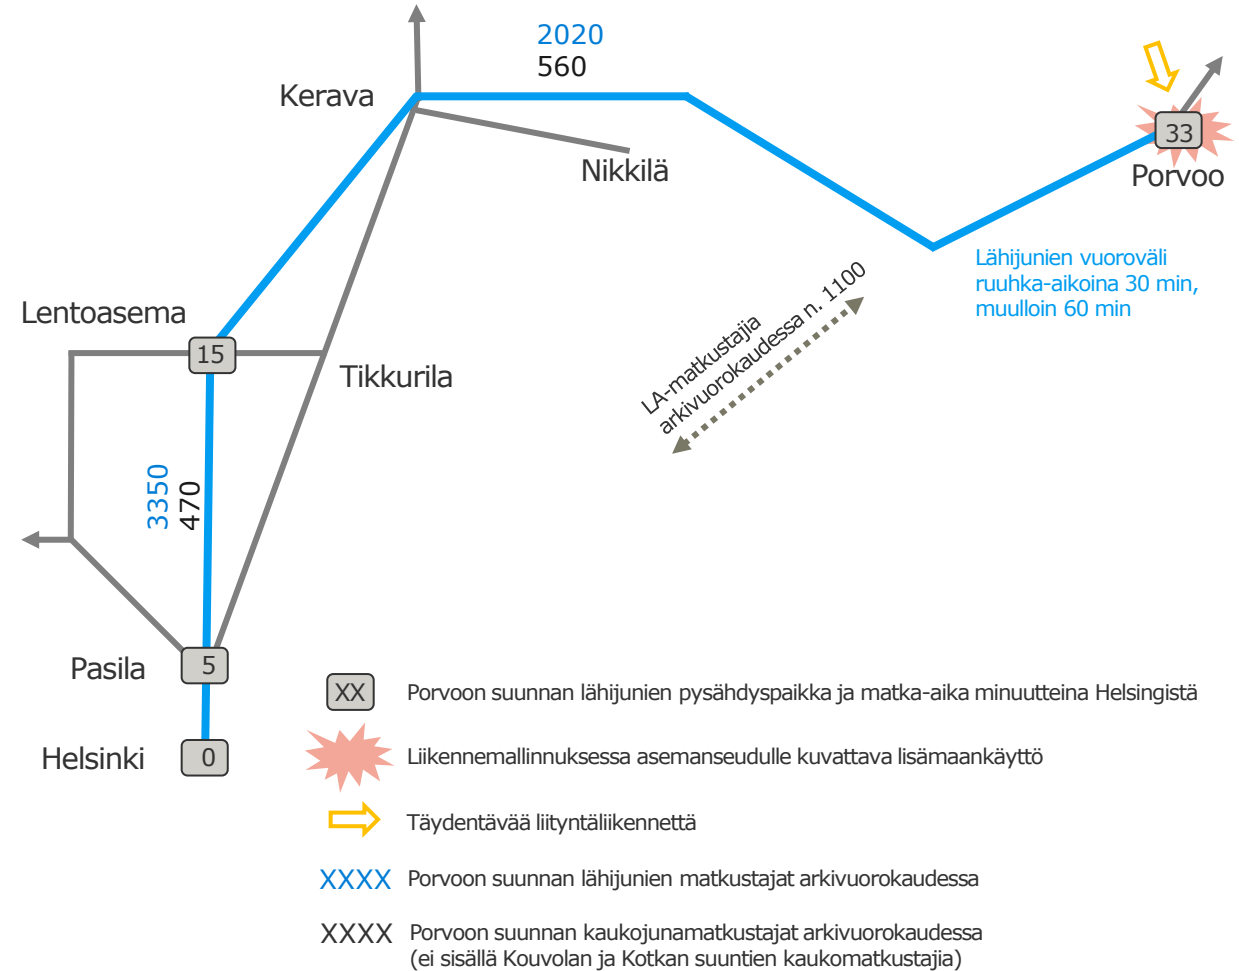 2020
560
Kerava
33
Nikkilä
Porvoo
Lähijunien vuoroväli
ruuhka-aikoina 30 min,
muulloin 60 min
LA-matkustajia
arkivuorokaudessa n. 1100
Lentoasema
15
Tikkurila
3350
470
Pasila
5
Helsinki
0
XX Porvoon suunnan lähijunien pysähdyspaikka ja matka-aika minuutteina Helsingistä
Liikennemallinnuksessa asemanseudulle kuvattava lisämaankäyttö
Täydentävää liityntäliikennettä
XXXX Porvoon suunnan lähijunien matkustajat arkivuorokaudessa
XXXX Porvoon suunnan kaukojunamatkustajat arkivuorokaudessa
(ei sisällä Kouvolan ja Kotkan suuntien kaukomatkustajia)